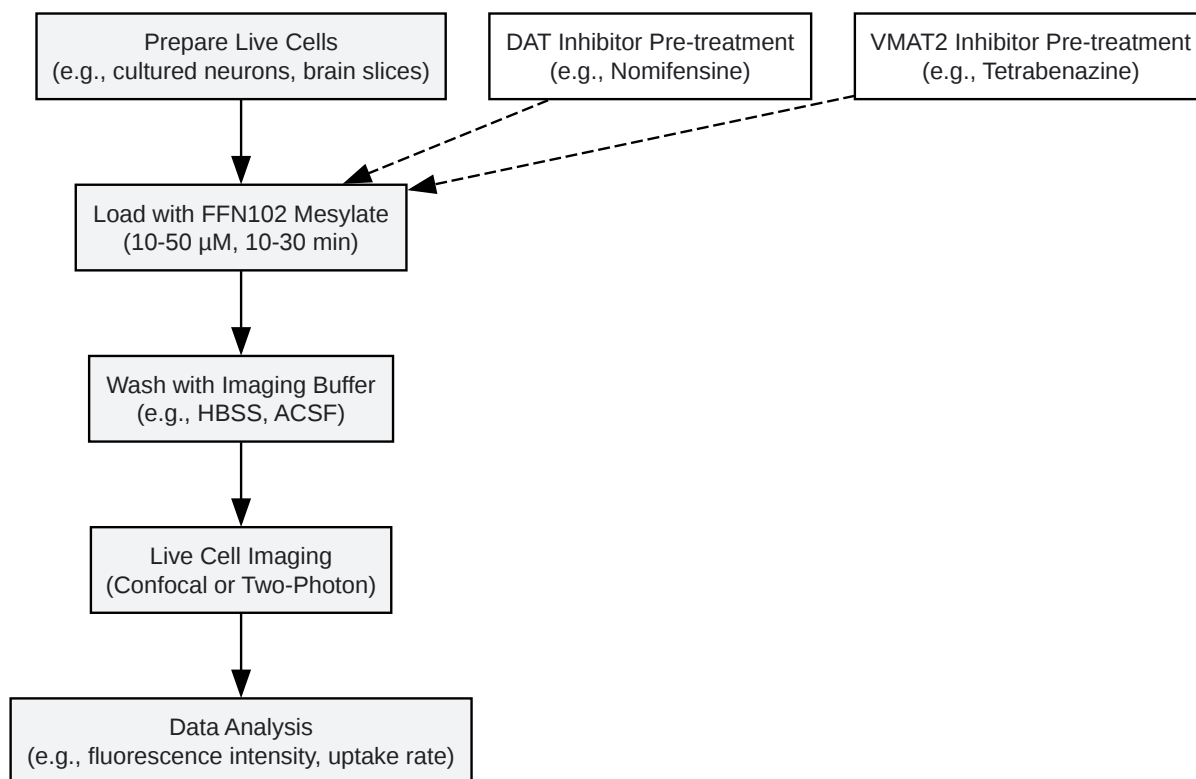 Prepare Live Cells
(e.g., cultured neurons, brain slices)
DAT Inhibitor Pre-treatment
(e.g., Nomifensine)
VMAT2 Inhibitor Pre-treatment
(e.g., Tetrabenazine)
Load with FFN102 Mesylate
(10-50 µM, 10-30 min)
Wash with Imaging Buffer
(e.g., HBSS, ACSF)
Live Cell Imaging
(Confocal or Two-Photon)
Data Analysis
(e.g., fluorescence intensity, uptake rate)